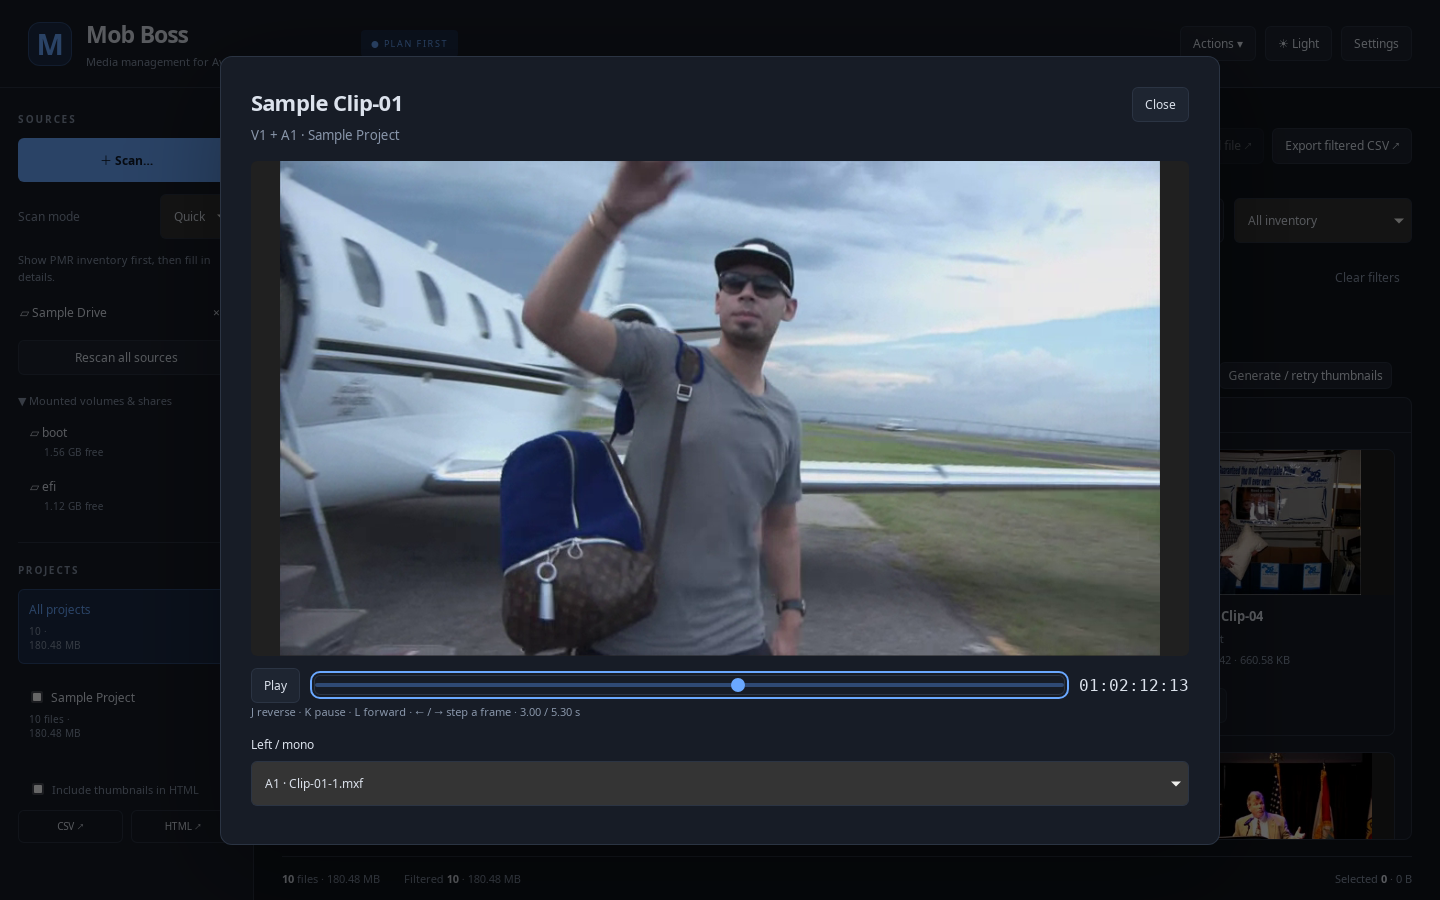 M
Mob Boss
Media management for Av
PLAN FIRST
Actions ▾
☀ Light
Settings
SOURCES
+ Scan...
Scan mode
Quick
Show PMR inventory first, then fill in
details.
Sample Drive
×
Rescan all sources
▼ Mounted volumes & shares
boot
1.56 GB free
efi
1.12 GB free
PROJECTS
All projects
10 ·
180.48 MB
Sample Project
10 files ·
180.48 MB
Include thumbnails in HTML
CSV ↗
HTML ↗
Sample Clip-01
Close
V1 + A1 · Sample Project
Play
01:02:12:13
J reverse · K pause · L forward · ← / → step a frame · 3.00 / 5.30 s
Left / mono
A1 · Clip-01-1.mxf
file ↗
Export filtered CSV ↗
All inventory
Clear filters
Generate / retry thumbnails
Clip-04
t
42 · 660.58 KB
10 files · 180.48 MB
Filtered 10 · 180.48 MB
Selected 0 · 0 B